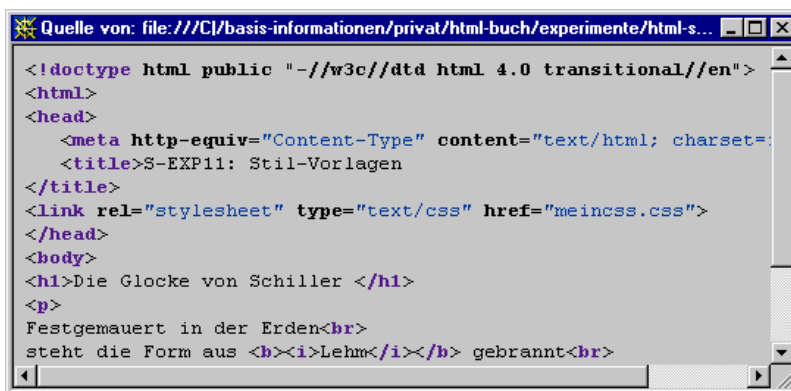 Quelle von: file:///C|/basis-informationen/privat/html-buch/experimente/html-s...
<!doctype html public "-//w3c//dtd html 4.0 transitional//en">
<html>
<head>
<meta http-equiv="Content-Type" content="text/html; charset=
<title>S-EXP11: Stil-Vorlagen
</title>
<link rel="stylesheet" type="text/css" href="meincss.css">
</head>
<body>
<h1>Die Glocke von Schiller </h1>
<p>
Festgemauert in der Erden<br>
steht die Form aus <b><i>Lehm</i></b> gebrannt<br>